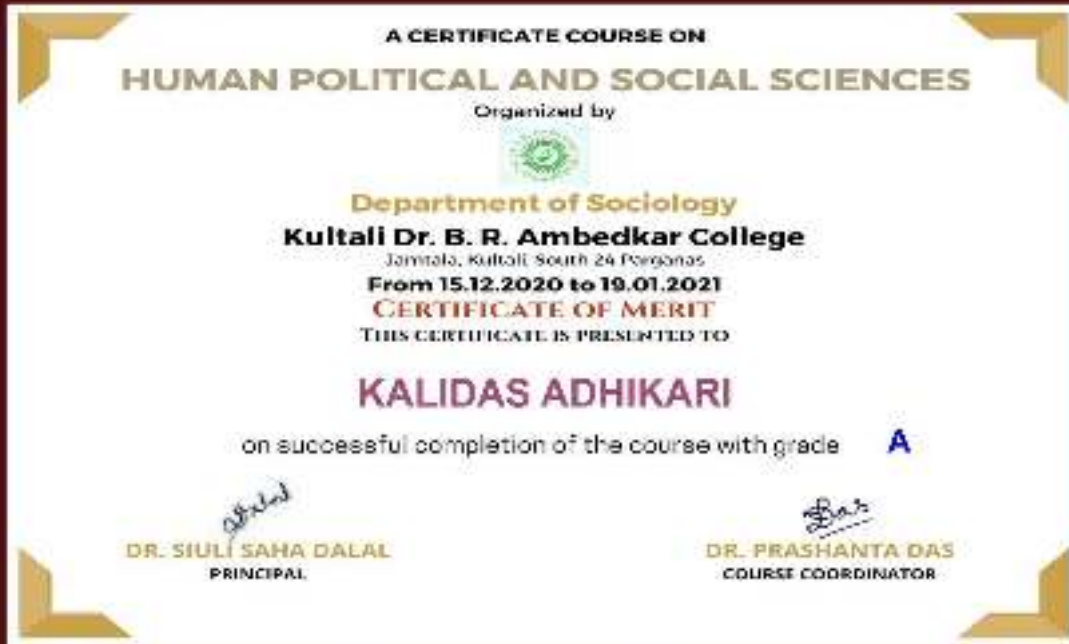 A CERTIFICATE COURSE ON
HUMAN POLITICAL AND SOCIAL SCIENCES
Organized by
Department of Sociology
Kultali Dr. B. R. Ambedkar College
Jamtala, Kultali, South 24 Parganas
From 15.12.2020 to 19.01.2021
CERTIFICATE OF MERIT
THIS CERTIFICATE IS PRESENTED TO
KALIDAS ADHIKARI
on successful completion of the course with grade A
Das
DR. SIULI SAHA DALAL
DR. PRASHANTA DAS
PRINCIPAL
COURSE COORDINATOR